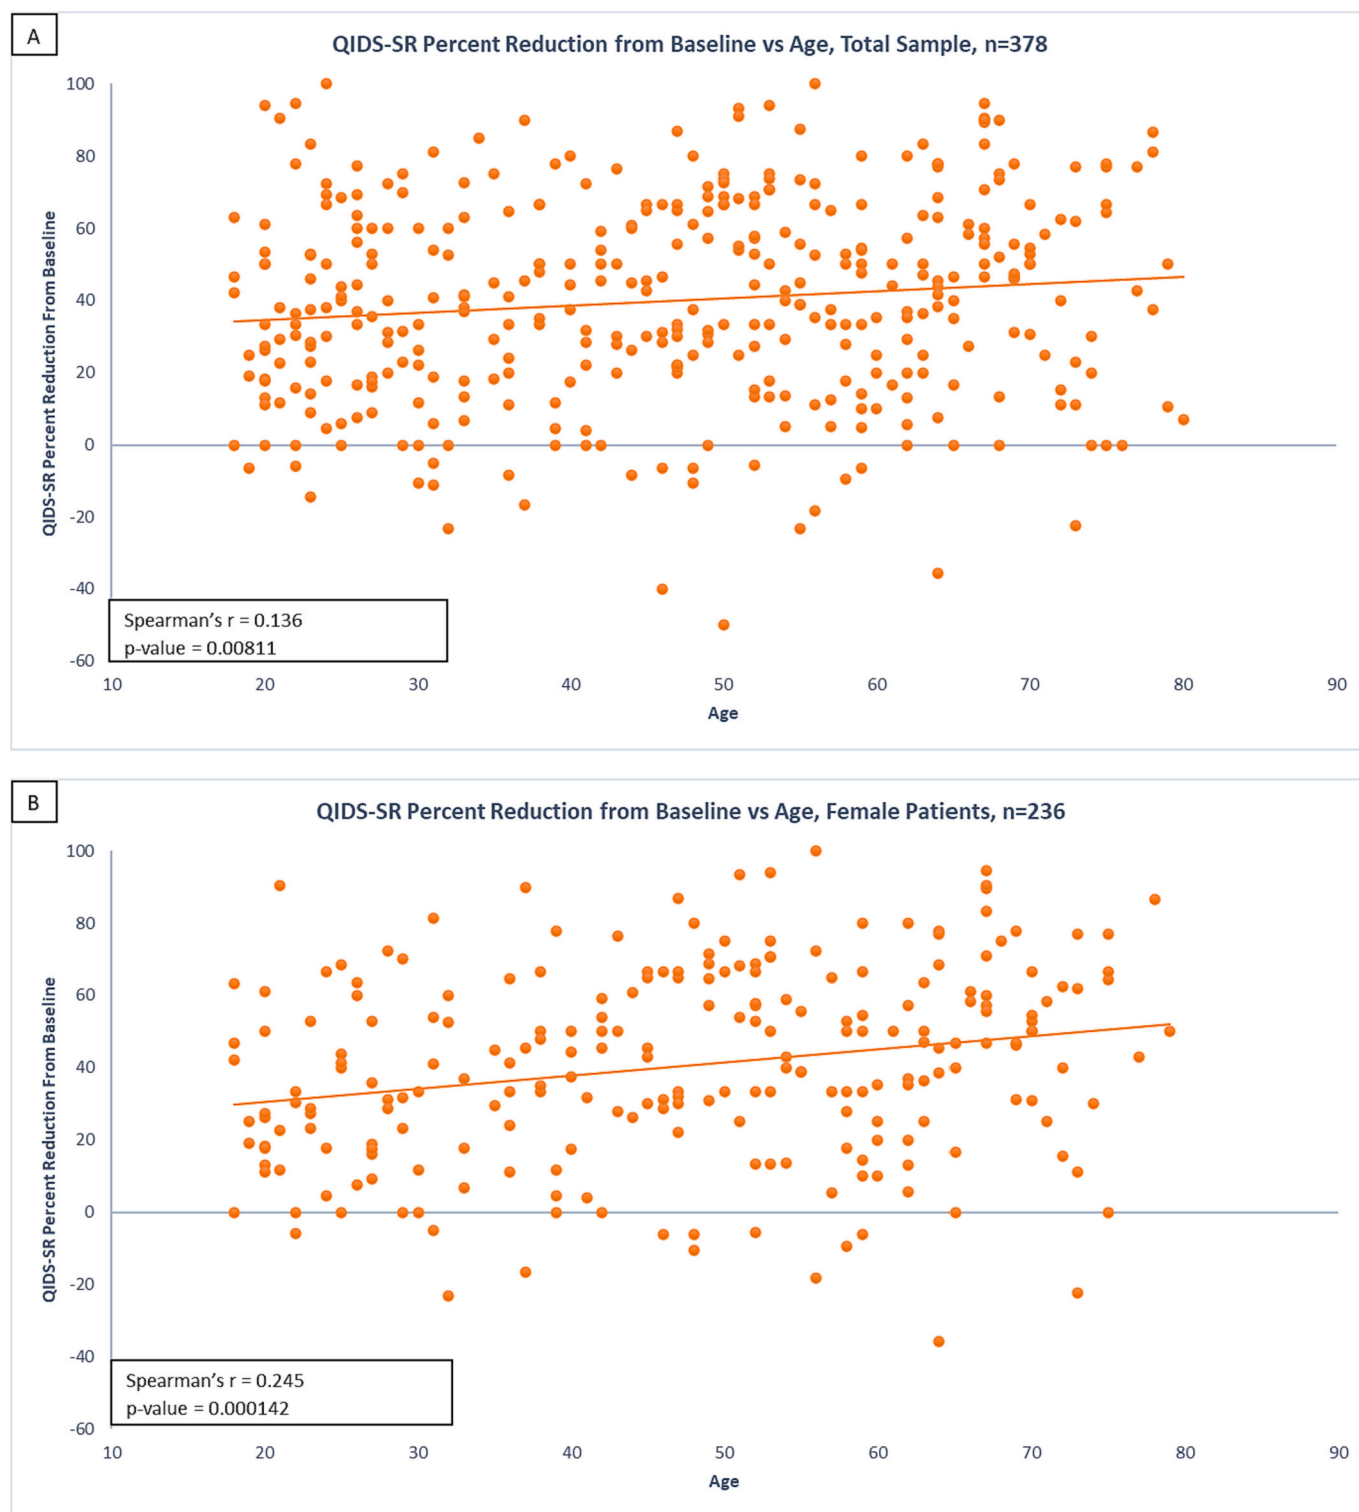 A
QIDS-SR Percent Reduction from Baseline vs Age, Total Sample, n=378
QIDS-SR Percent Reduction From Baseline
100
80
60
40
20
0
-20
-40
-60
Spearman's r = 0.136
p-value = 0.00811
10 20 30 40 50 60 70 80 90
Age
B
QIDS-SR Percent Reduction from Baseline vs Age, Female Patients, n=236
QIDS-SR Percent Reduction From Baseline
100
80
60
40
20
0
-20
-40
-60
Spearman's r = 0.245
p-value = 0.000142
10 20 30 40 50 60 70 80 90
Age